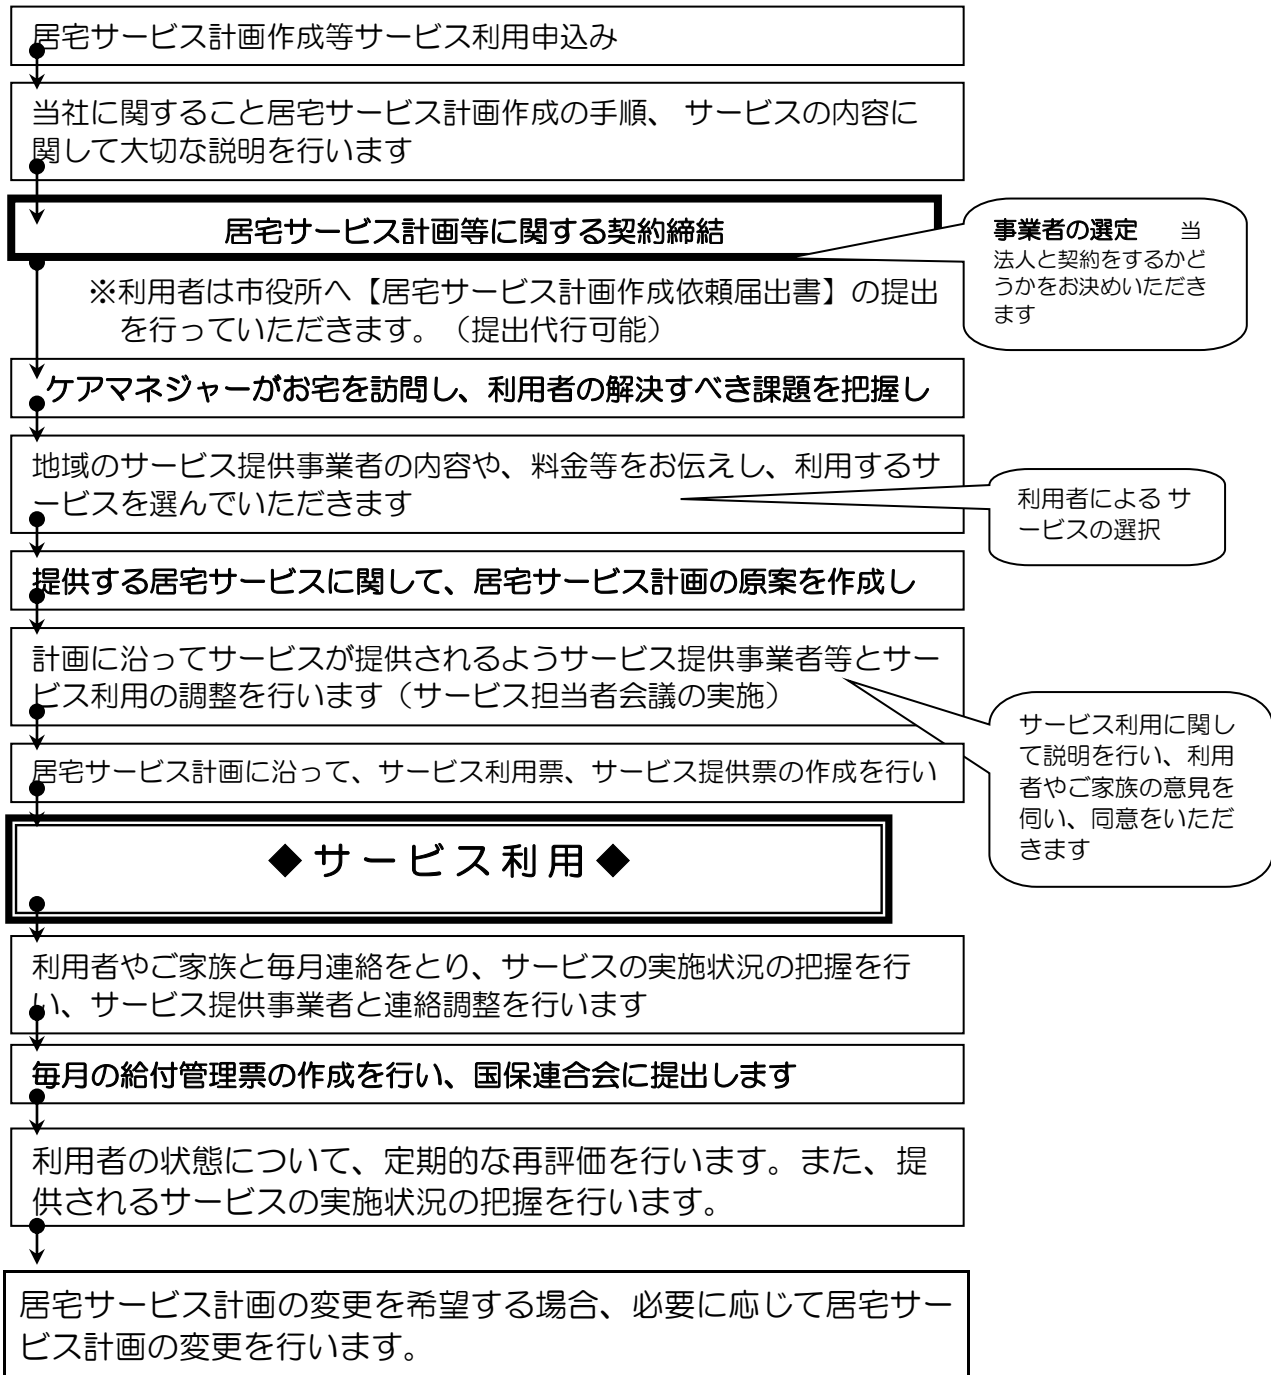 居宅サービス計画作成等サービス利用申込み
当社に関すること居宅サービス計画作成の手順、 サービスの内容に
関して大切な説明を行います
居宅サービス計画等に関する契約締結
事業者の選定 当
法人と契約をするかど
うかをお決めいただき
ます
※利用者は市役所へ【居宅サービス計画作成依頼届出書】の提出
を行っていただきます。（提出代行可能）
ケアマネジャーがお宅を訪問し、利用者の解決すべき課題を把握し
地域のサービス提供事業者の内容や、料金等をお伝えし、利用するサ
ービスを選んでいただきます
利用者による サ
ービスの選択
提供する居宅サービスに関して、居宅サービス計画の原案を作成し
計画に沿ってサービスが提供されるようサービス提供事業者等とサー
ビス利用の調整を行います（サービス担当者会議の実施）
サービス利用に関し
て説明を行い、利用
者やご家族の意見を
伺い、同意をいただ
きます
居宅サービス計画に沿って、サービス利用票、サービス提供票の作成を行い
◆サービス利用◆
利用者やご家族と毎月連絡をとり、サービスの実施状況の把握を行
い、サービス提供事業者と連絡調整を行います
毎月の給付管理票の作成を行い、国保連合会に提出します
利用者の状態について、定期的な再評価を行います。また、提
供されるサービスの実施状況の把握を行います。
居宅サービス計画の変更を希望する場合、必要に応じて居宅サー
ビス計画の変更を行います。